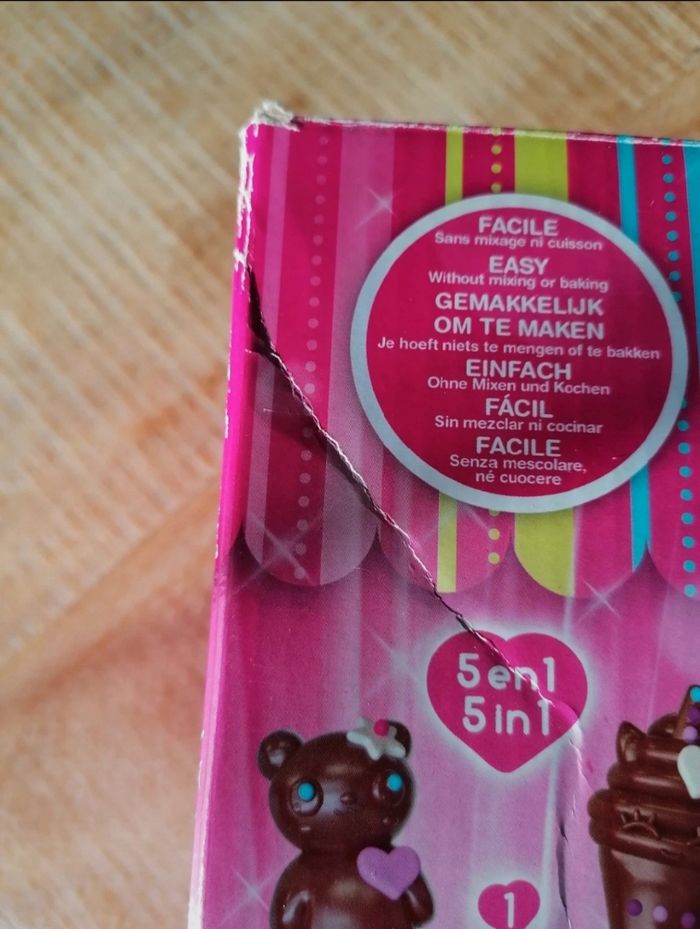 FACILE
Sans mixage ni cuisson
EASY
Without mixing or baking
GEMAKKELIJK
OM TE MAKEN
Je hoeft niets te mengen of te bakken
EINFACH
Ohne Mixen und Kochen
FÁCIL
Sin mezclar ni cocinar
FACILE
Senza mescolare,
né cuocere
5 en 1
5 in 1
1